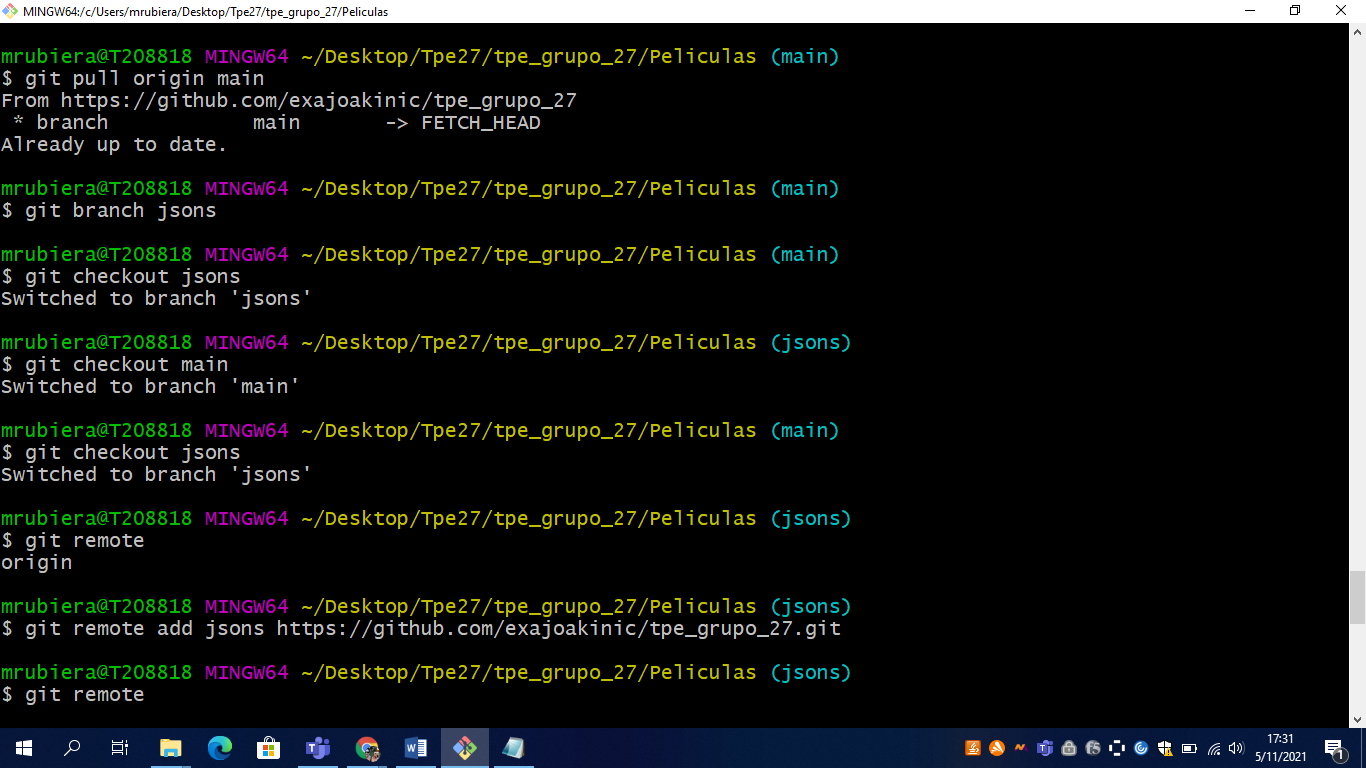 MINGW64:/c/Users/mrubiera/Desktop/Tpe27/tpe_grupo_27/Peliculas
mrubiera@T208818 MINGW64 ~/Desktop/Tpe27/tpe_grupo_27/Peliculas (main)
$ git pull origin main
From https://github.com/exajoakinic/tpe_grupo_27
 * branch            main       -> FETCH_HEAD
Already up to date.
mrubiera@T208818 MINGW64 ~/Desktop/Tpe27/tpe_grupo_27/Peliculas (main)
$ git branch jsons
mrubiera@T208818 MINGW64 ~/Desktop/Tpe27/tpe_grupo_27/Peliculas (main)
$ git checkout jsons
Switched to branch 'jsons'
mrubiera@T208818 MINGW64 ~/Desktop/Tpe27/tpe_grupo_27/Peliculas (jsons)
$ git checkout main
Switched to branch 'main'
mrubiera@T208818 MINGW64 ~/Desktop/Tpe27/tpe_grupo_27/Peliculas (main)
$ git checkout jsons
Switched to branch 'jsons'
mrubiera@T208818 MINGW64 ~/Desktop/Tpe27/tpe_grupo_27/Peliculas (jsons)
$ git remote
origin
mrubiera@T208818 MINGW64 ~/Desktop/Tpe27/tpe_grupo_27/Peliculas (jsons)
$ git remote add jsons https://github.com/exajoakinic/tpe_grupo_27.git
mrubiera@T208818 MINGW64 ~/Desktop/Tpe27/tpe_grupo_27/Peliculas (jsons)
$ git remote
17:31
5/11/2021
1